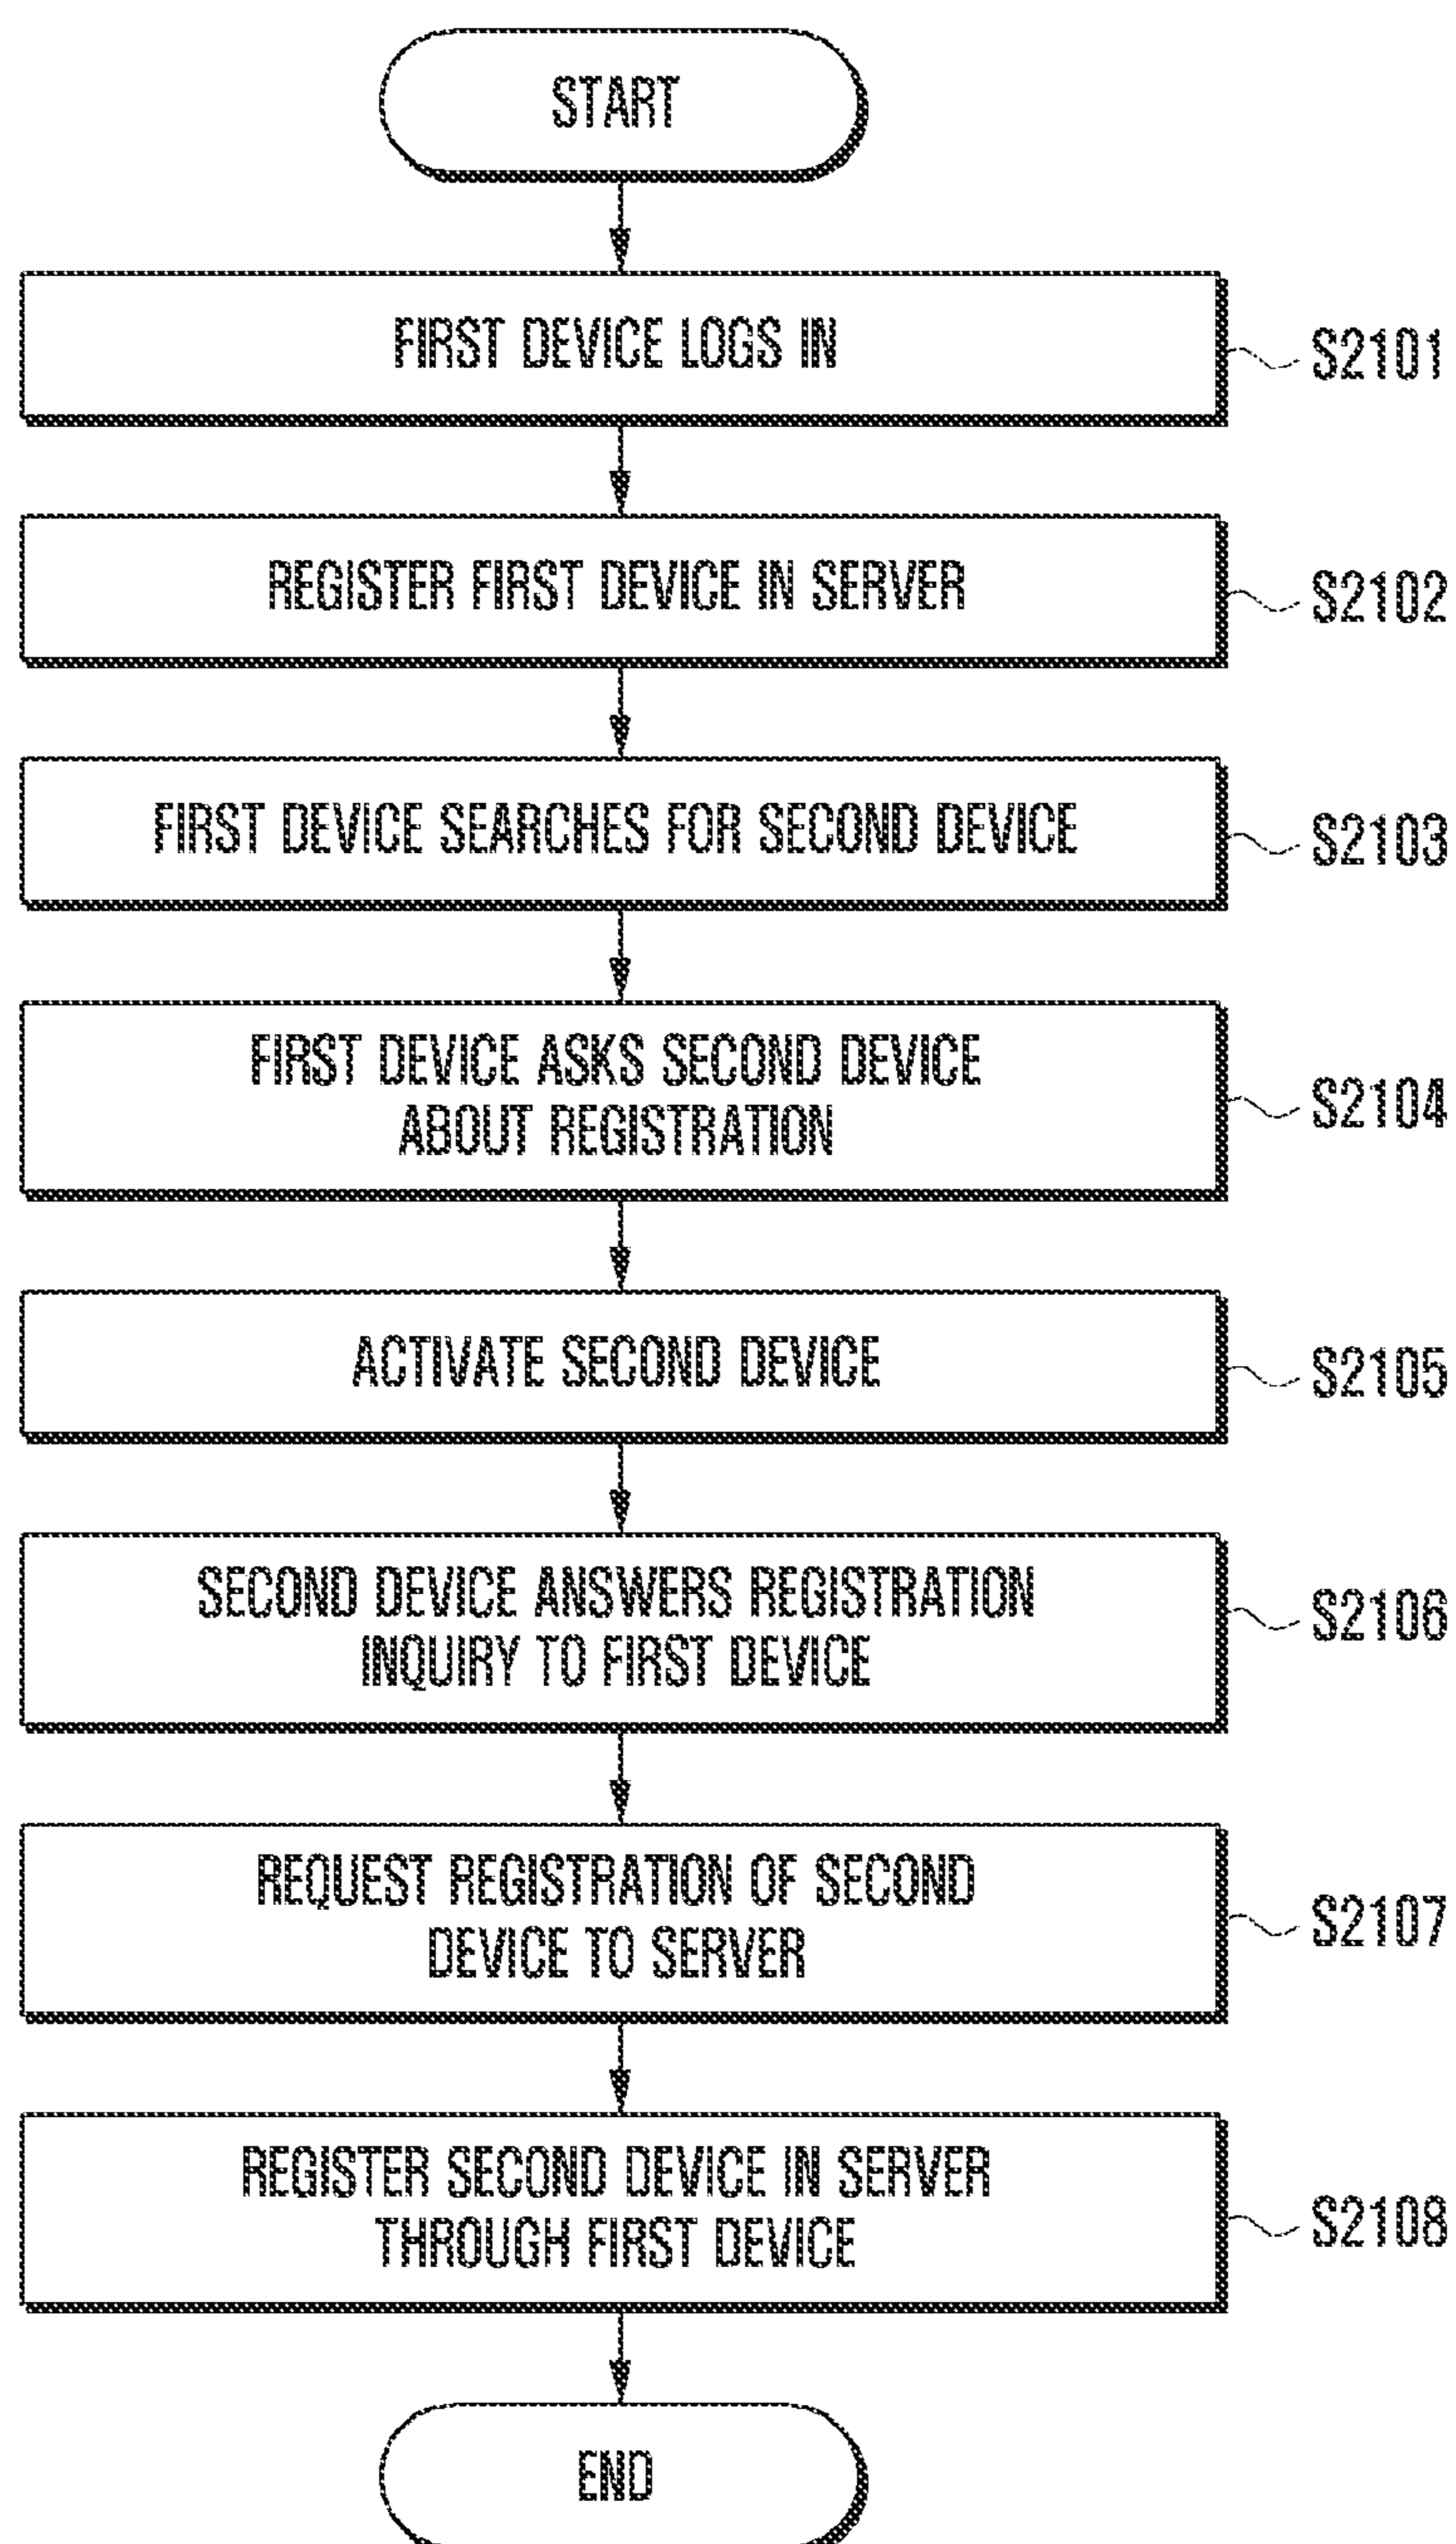 START
FIRST DEVICE LOGS IN
S2101
REGISTER FIRST DEVICE IN SERVER
S2102
FIRST DEVICE SEARCHES FOR SECOND DEVICE
S2103
FIRST DEVICE ASKS SECOND DEVICE
ABOUT REGISTRATION
S2104
ACTIVATE SECOND DEVICE
S2105
SECOND DEVICE ANSWERS REGISTRATION
INQUIRY TO FIRST DEVICE
S2106
REQUEST REGISTRATION OF SECOND
DEVICE TO SERVER
S2107
REGISTER SECOND DEVICE IN SERVER
THROUGH FIRST DEVICE
S2108
END